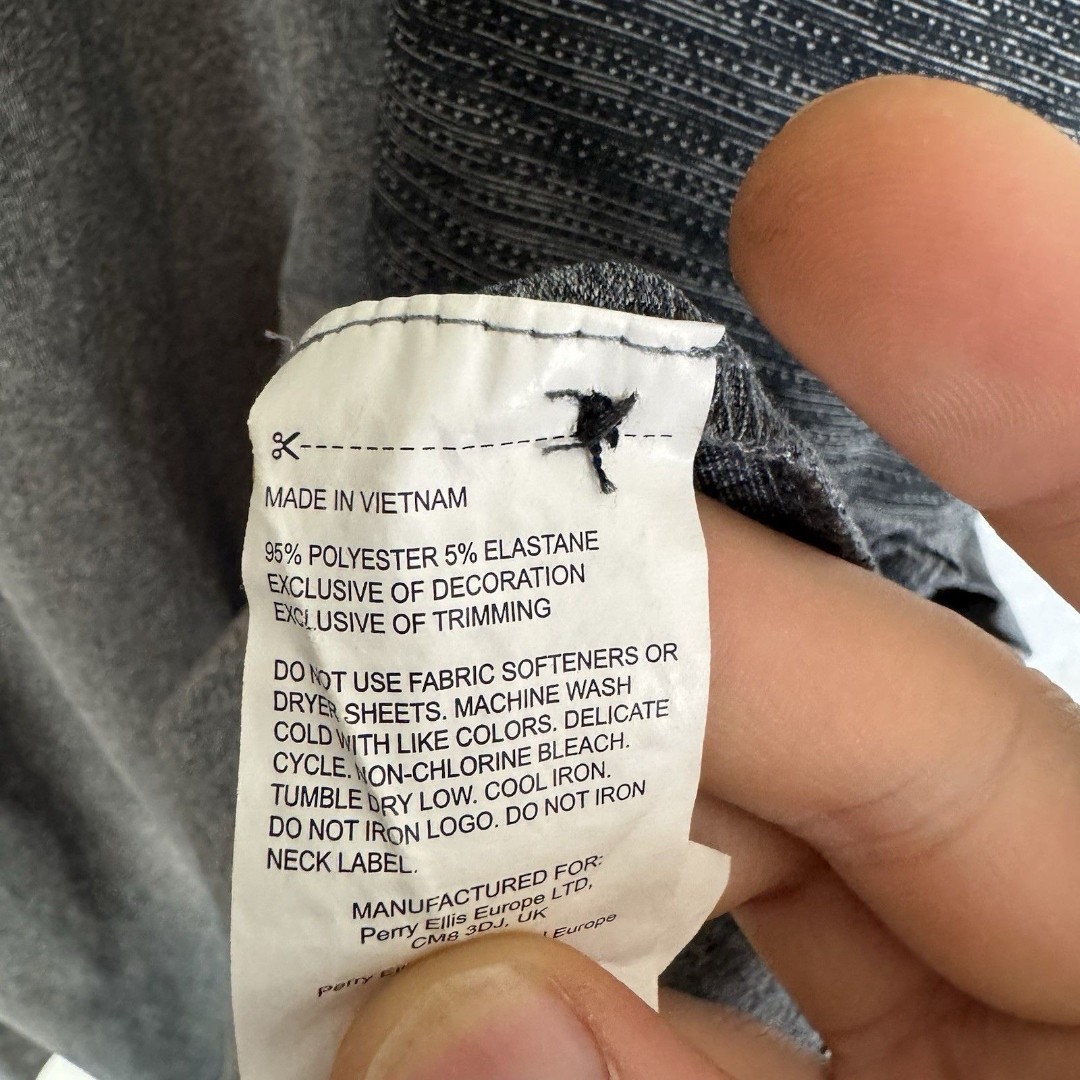 MADE IN VIETNAM
95% POLYESTER 5% ELASTANE
EXCLUSIVE OF DECORATION
EXCLUSIVE OF TRIMMING
DO NOT USE FABRIC SOFTENERS OR
DRYER SHEETS. MACHINE WASH
COLD WITH LIKE COLORS. DELICATE
CYCLE. NON-CHLORINE BLEACH.
TUMBLE DRY LOW. COOL IRON.
DO NOT IRON LOGO. DO NOT IRON
NECK LABEL.
MANUFACTURED FOR:
Perry Ellis Europe LTD,
CM8 3DJ, UK
Perry Europe